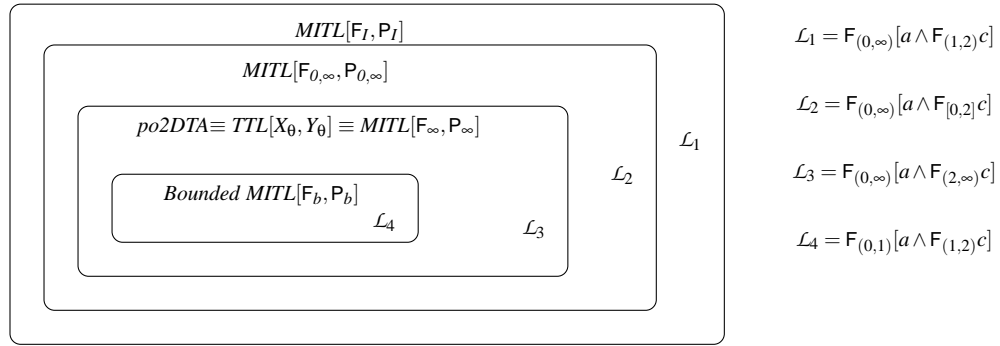 MITL[F_I, P_I]
MITL[F_{0,∞}, P_{0,∞}]
po2DTA≡ TTL[X_θ, Y_θ] ≡ MITL[F_∞, P_∞]
Bounded MITL[F_b, P_b]
ℒ_4
ℒ_3
ℒ_2
ℒ_1
ℒ_1 = F_{(0,∞)}[a ∧ F_{(1,2)}c]
ℒ_2 = F_{(0,∞)}[a ∧ F_{[0,2]}c]
ℒ_3 = F_{(0,∞)}[a ∧ F_{(2,∞)}c]
ℒ_4 = F_{(0,1)}[a ∧ F_{(1,2)}c]